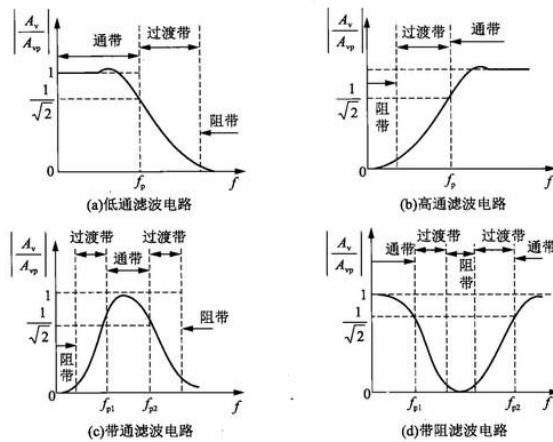 |Av/Avp|
通带
过渡带
1
1/√2
阻带
0
fp
f
(a)低通滤波电路
|Av/Avp|
过渡带
通带
1
1/√2
阻带
0
fp
f
(b)高通滤波电路
|Av/Avp|
过渡带
过渡带
通带
1
1/√2
阻带
阻带
0
fp1
fp2
f
(c)带通滤波电路
|Av/Avp|
通带
过渡带
过渡带
通带
阻带
1
1/√2
0
fp1
fp2
f
(d)带阻滤波电路